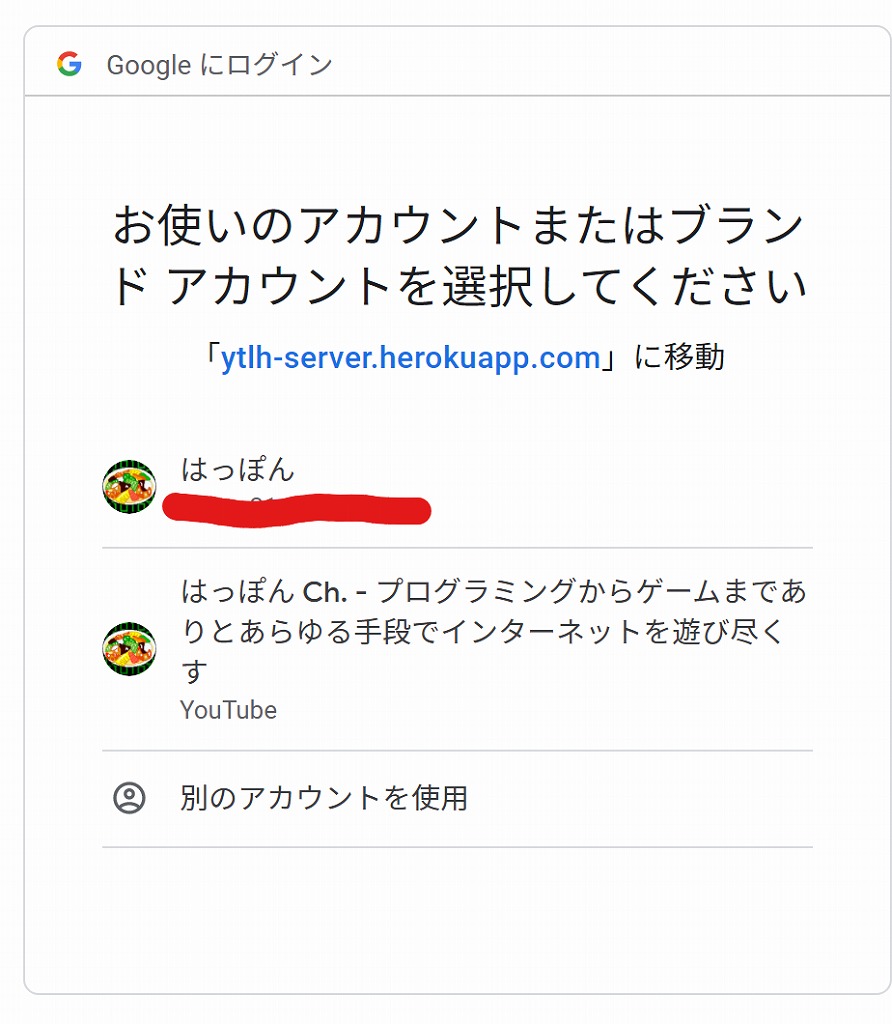 Google にログイン
お使いのアカウントまたはブラン
ド アカウントを選択してください
「ytlh-server.herokuapp.com」に移動
はっぽん
はっぽん Ch. - プログラミングからゲームまであ
りとあらゆる手段でインターネットを遊び尽く
す
YouTube
別のアカウントを使用